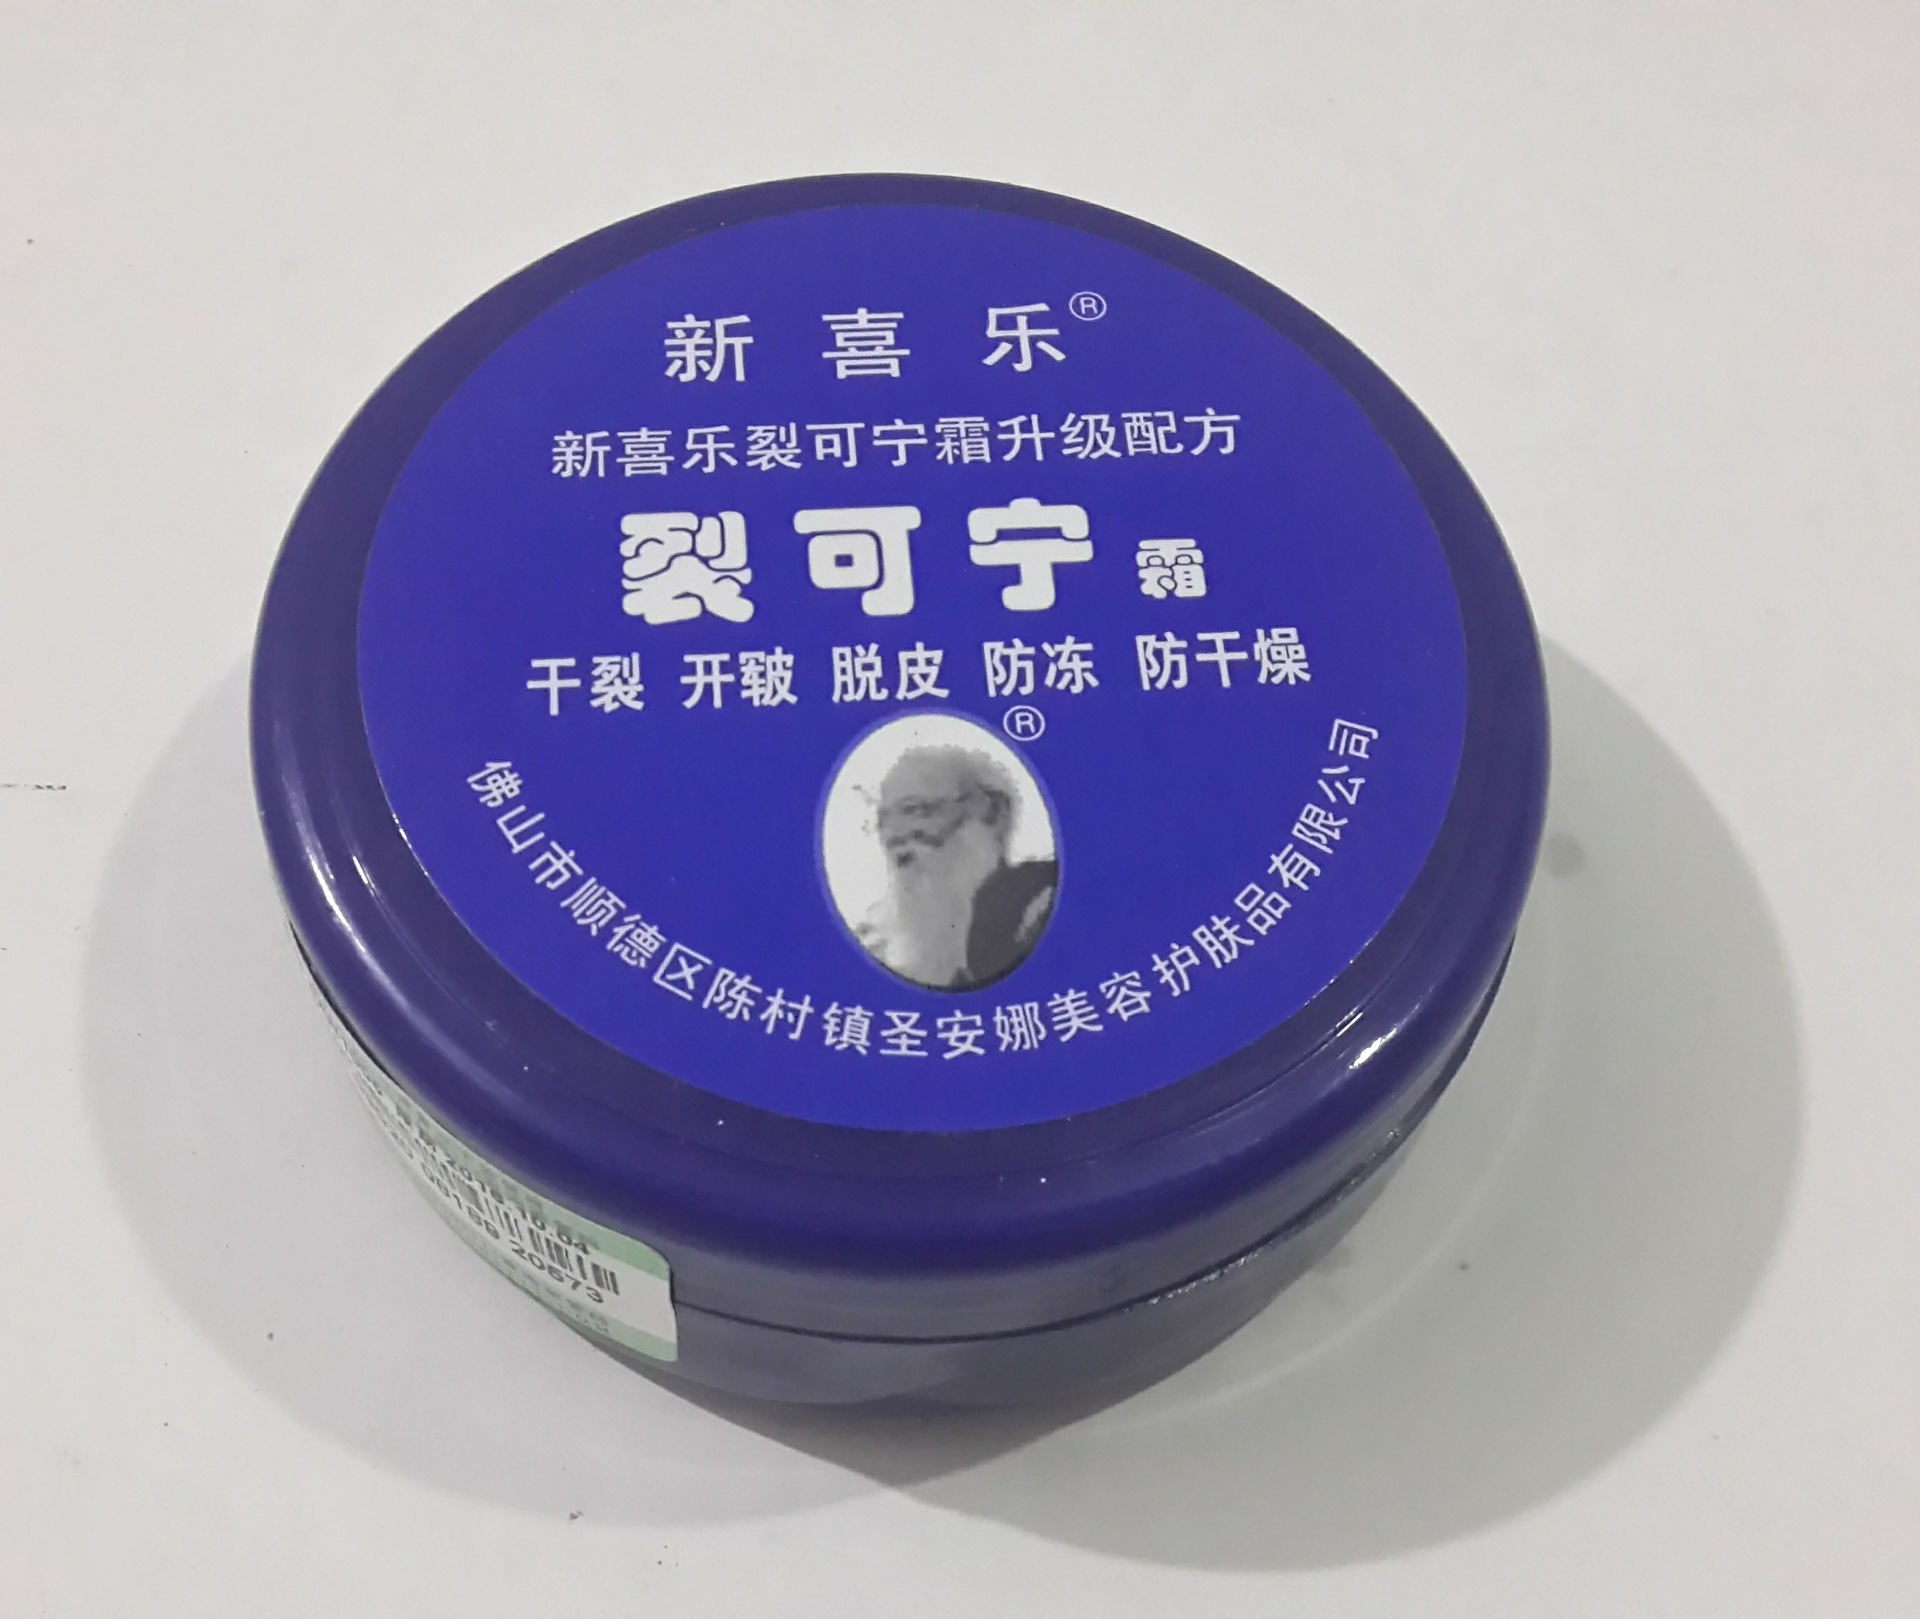 新喜乐®
新喜乐裂可宁霜升级配方
裂可宁霜
干裂 开皲 脱皮 防冻 防干燥
®
佛山市顺德区陈村镇圣安娜美容护肤品有限公司
20673